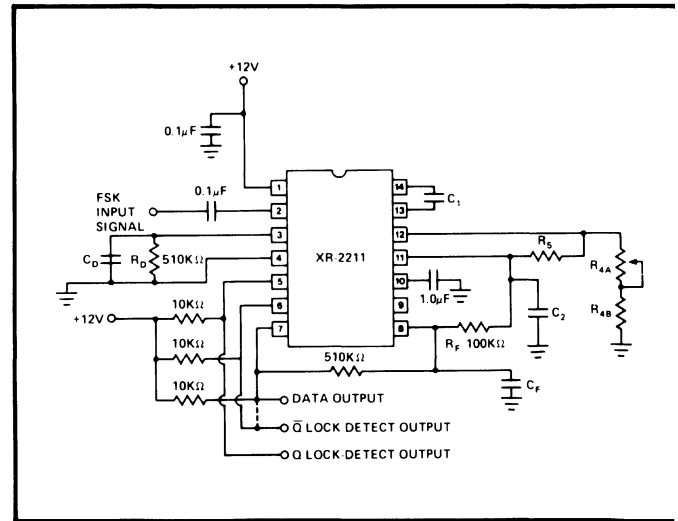 +12V
0.1μF
1
14
C1
FSK
INPUT
SIGNAL
0.1μF
2
13
3
12
XR-2211
R5
R4A
CD
RD
510KΩ
4
11
5
10
1.0μF
C2
R4B
+12V
10KΩ
6
9
10KΩ
7
8
RF 100KΩ
10KΩ
510KΩ
CF
DATA OUTPUT
Q̅ LOCK DETECT OUTPUT
Q LOCK-DETECT OUTPUT